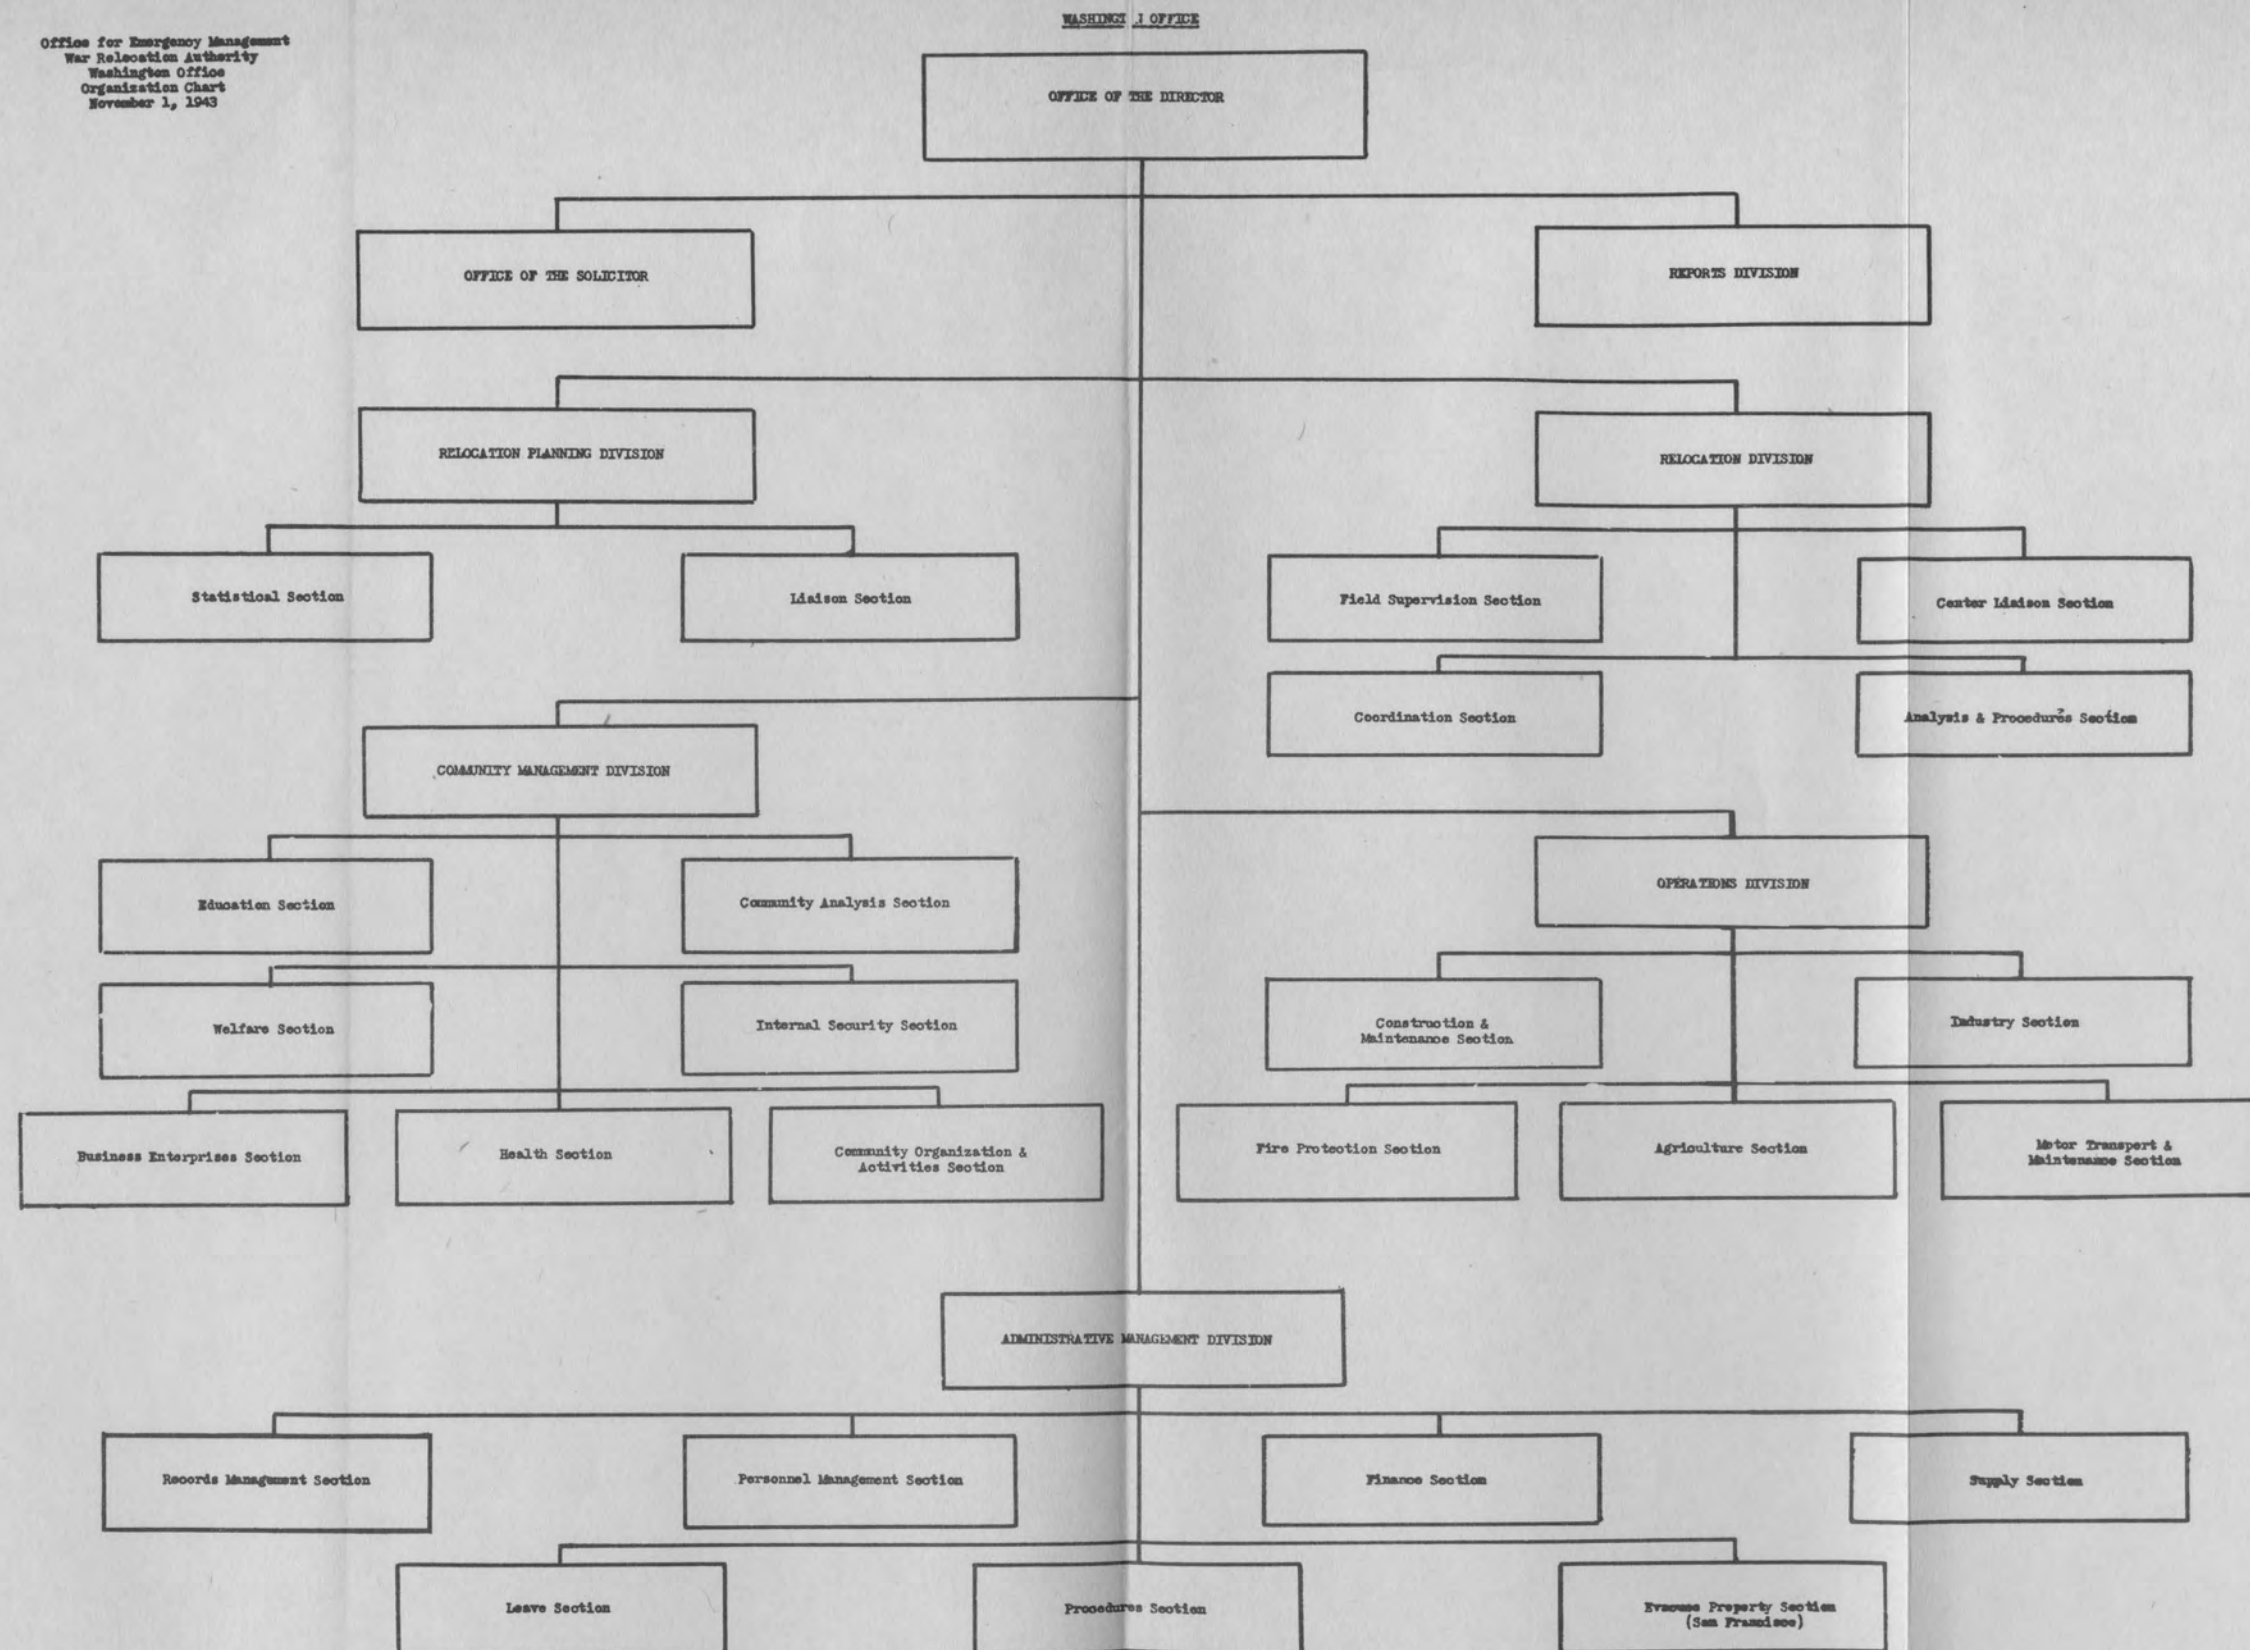 WASHINGT N OFFICE
Office for Emergency Management
War Relocation Authority
Washington Office
Organization Chart
November 1, 1943
OFFICE OF THE DIRECTOR
OFFICE OF THE SOLICITOR
REPORTS DIVISION
RELOCATION PLANNING DIVISION
RELOCATION DIVISION
Statistical Section
Liaison Section
Field Supervision Section
Center Liaison Section
Coordination Section
Analysis & Procedures Section
COMMUNITY MANAGEMENT DIVISION
OPERATIONS DIVISION
Education Section
Community Analysis Section
Welfare Section
Internal Security Section
Construction &
Maintenance Section
Industry Section
Business Enterprises Section
Health Section
Community Organization &
Activities Section
Fire Protection Section
Agriculture Section
Motor Transport &
Maintenance Section
ADMINISTRATIVE MANAGEMENT DIVISION
Records Management Section
Personnel Management Section
Finance Section
Supply Section
Leave Section
Procedures Section
Evacuee Property Section
(San Francisco)